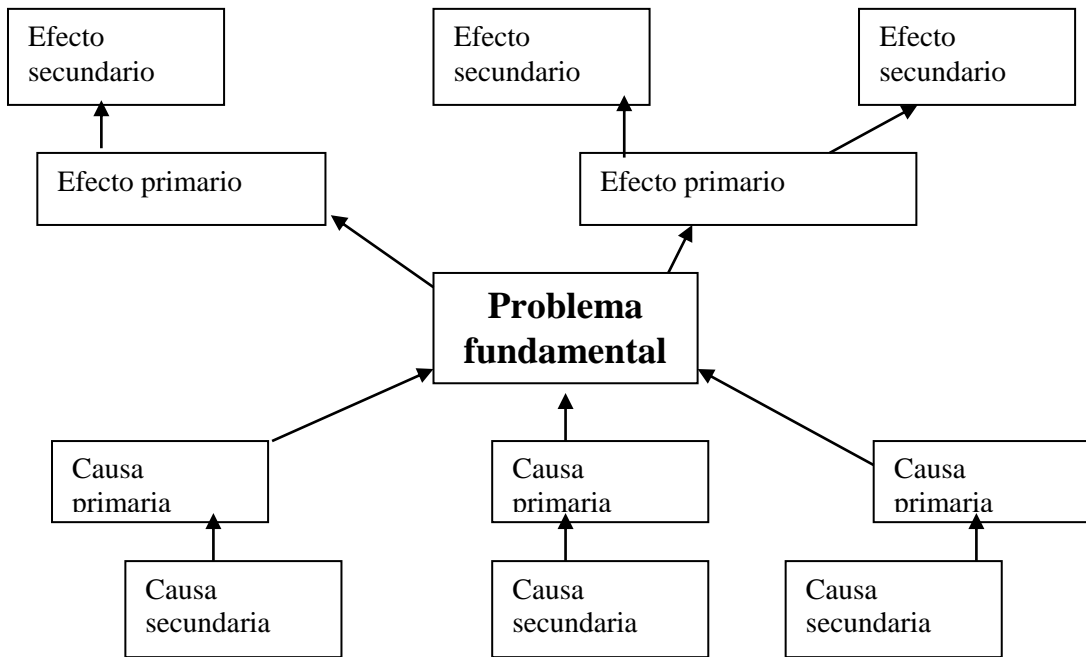 Efecto
secundario
Efecto
secundario
Efecto
secundario
Efecto primario
Efecto primario
Problema
fundamental
Causa
primaria
Causa
primaria
Causa
primaria
Causa
secundaria
Causa
secundaria
Causa
secundaria